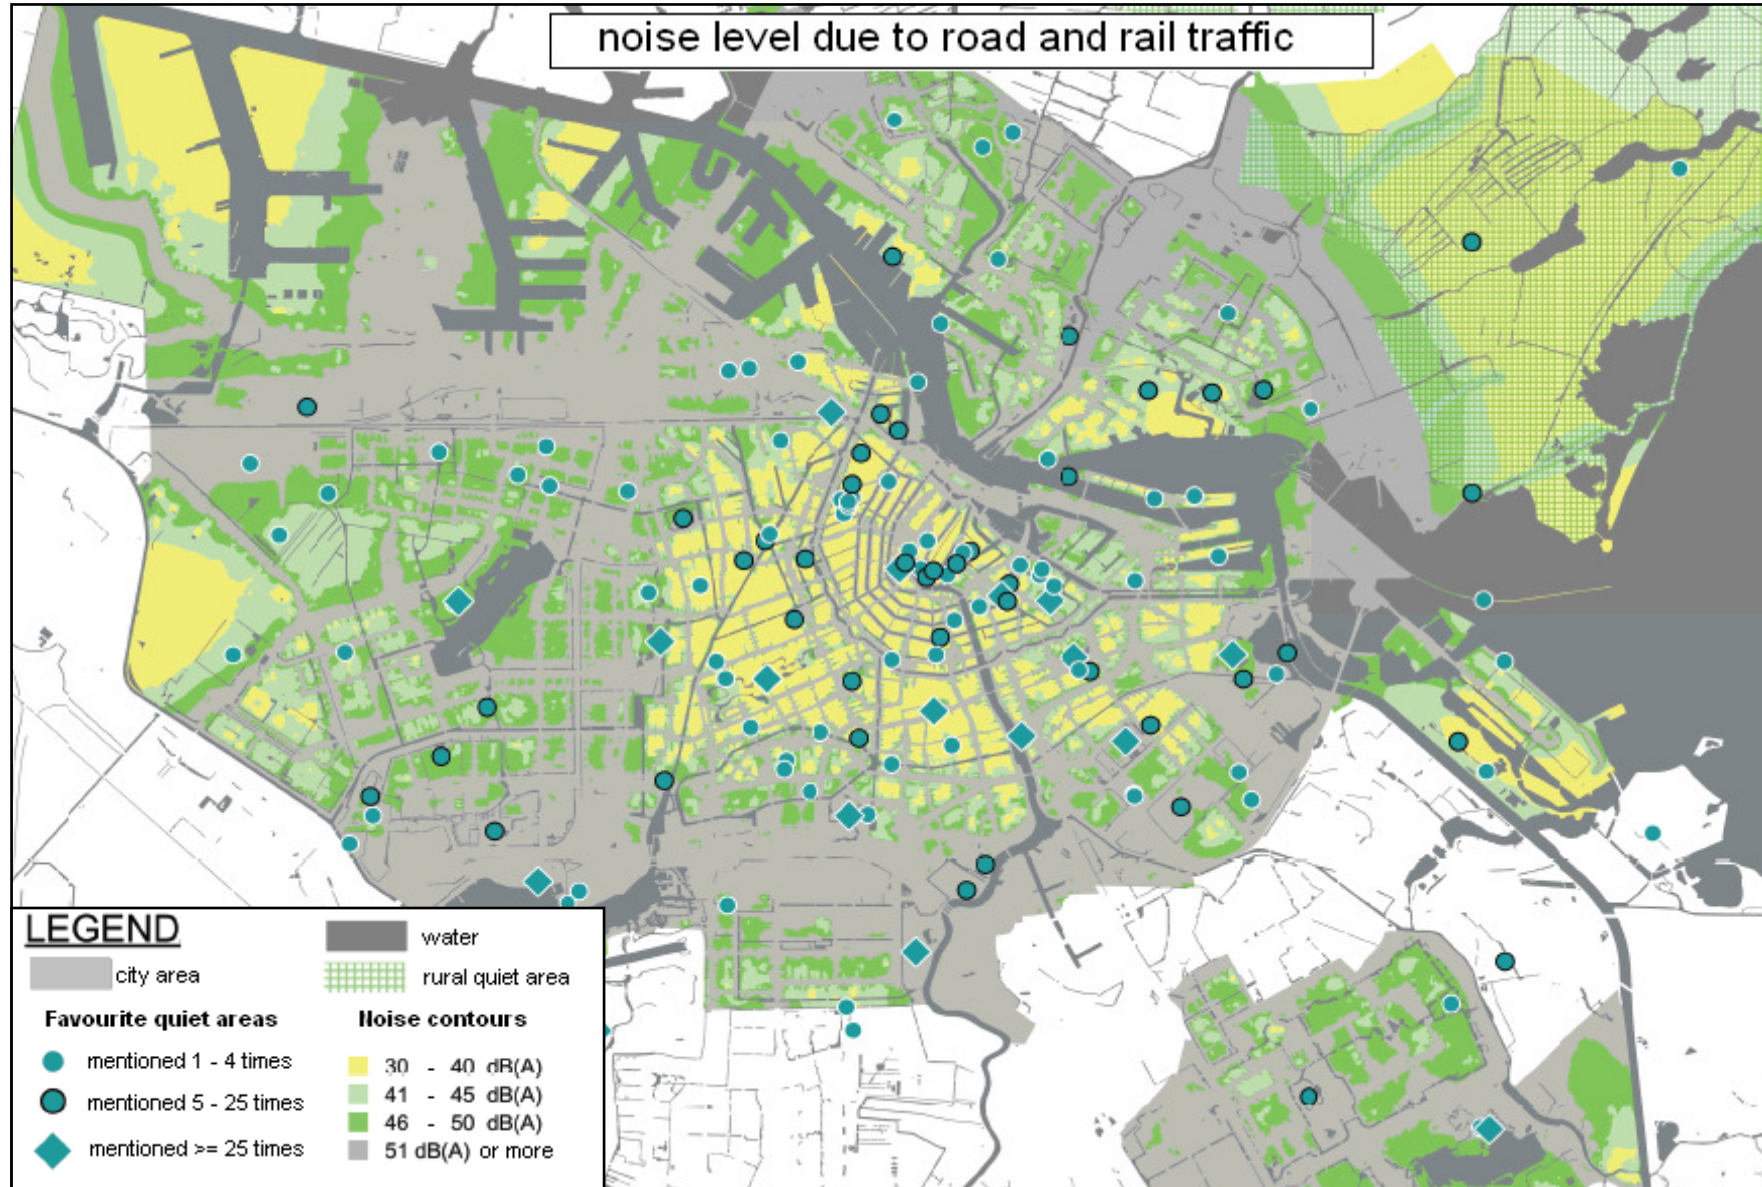 noise level due to road and rail traffic
LEGEND
water
city area
rural quiet area
Favourite quiet areas
Noise contours
mentioned 1 - 4 times
30 - 40 dB(A)
mentioned 5 - 25 times
41 - 45 dB(A)
46 - 50 dB(A)
mentioned >= 25 times
51 dB(A) or more